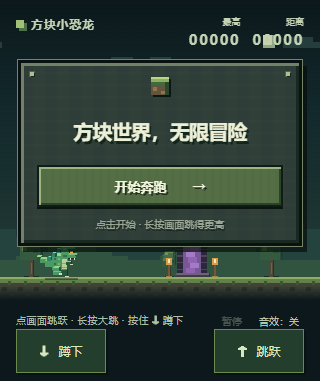 方块小恐龙
最高 距离
00000 00000
方块世界，无限冒险
开始奔跑 →
点击开始 · 长按画面跳得更高
点画面跳跃 · 长按大跳 · 按住 ↓ 蹲下
暂停 音效：关
↓ 蹲下 ↑ 跳跃